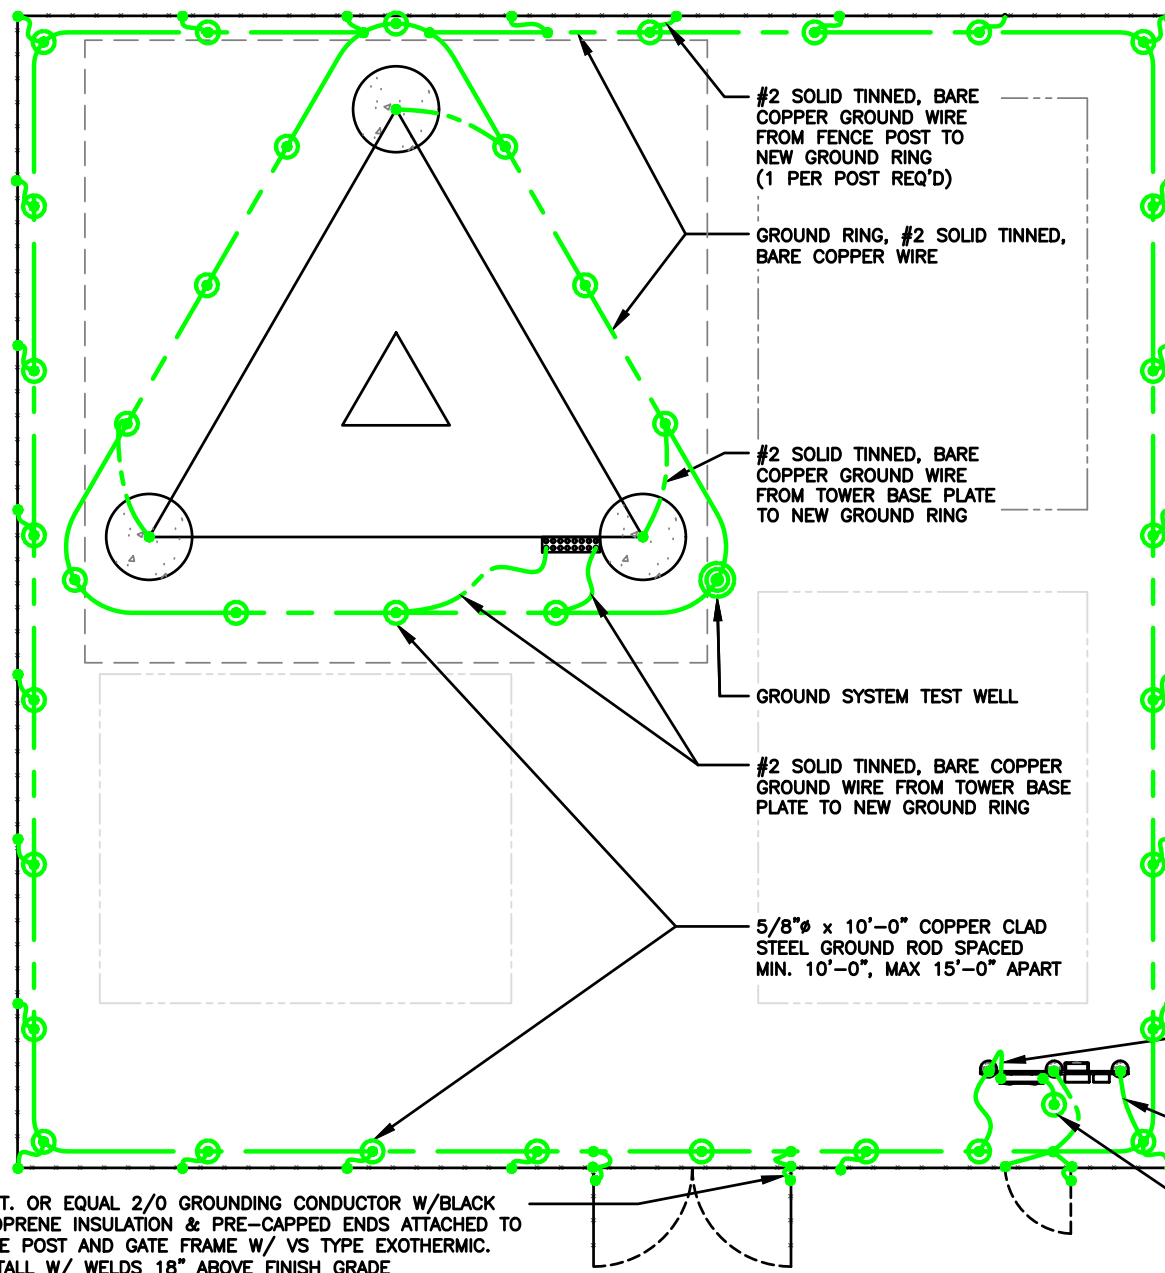 #2 SOLID TINNED, BARE
COPPER GROUND WIRE
FROM FENCE POST TO
NEW GROUND RING
(1 PER POST REQ'D)
GROUND RING, #2 SOLID TINNED,
BARE COPPER WIRE
#2 SOLID TINNED, BARE
COPPER GROUND WIRE
FROM TOWER BASE PLATE
TO NEW GROUND RING
GROUND SYSTEM TEST WELL
#2 SOLID TINNED, BARE COPPER
GROUND WIRE FROM TOWER BASE
PLATE TO NEW GROUND RING
5/8"ø x 10'-0" COPPER CLAD
STEEL GROUND ROD SPACED
MIN. 10'-0", MAX 15'-0" APART
OR EQUAL 2/0 GROUNDING CONDUCTOR W/BLACK
INSULATION & PRE-CAPPED ENDS ATTACHED TO
POST AND GATE FRAME W/ VS TYPE EXOTHERMIC.
W/ WELDS 18" ABOVE FINISH GRADE